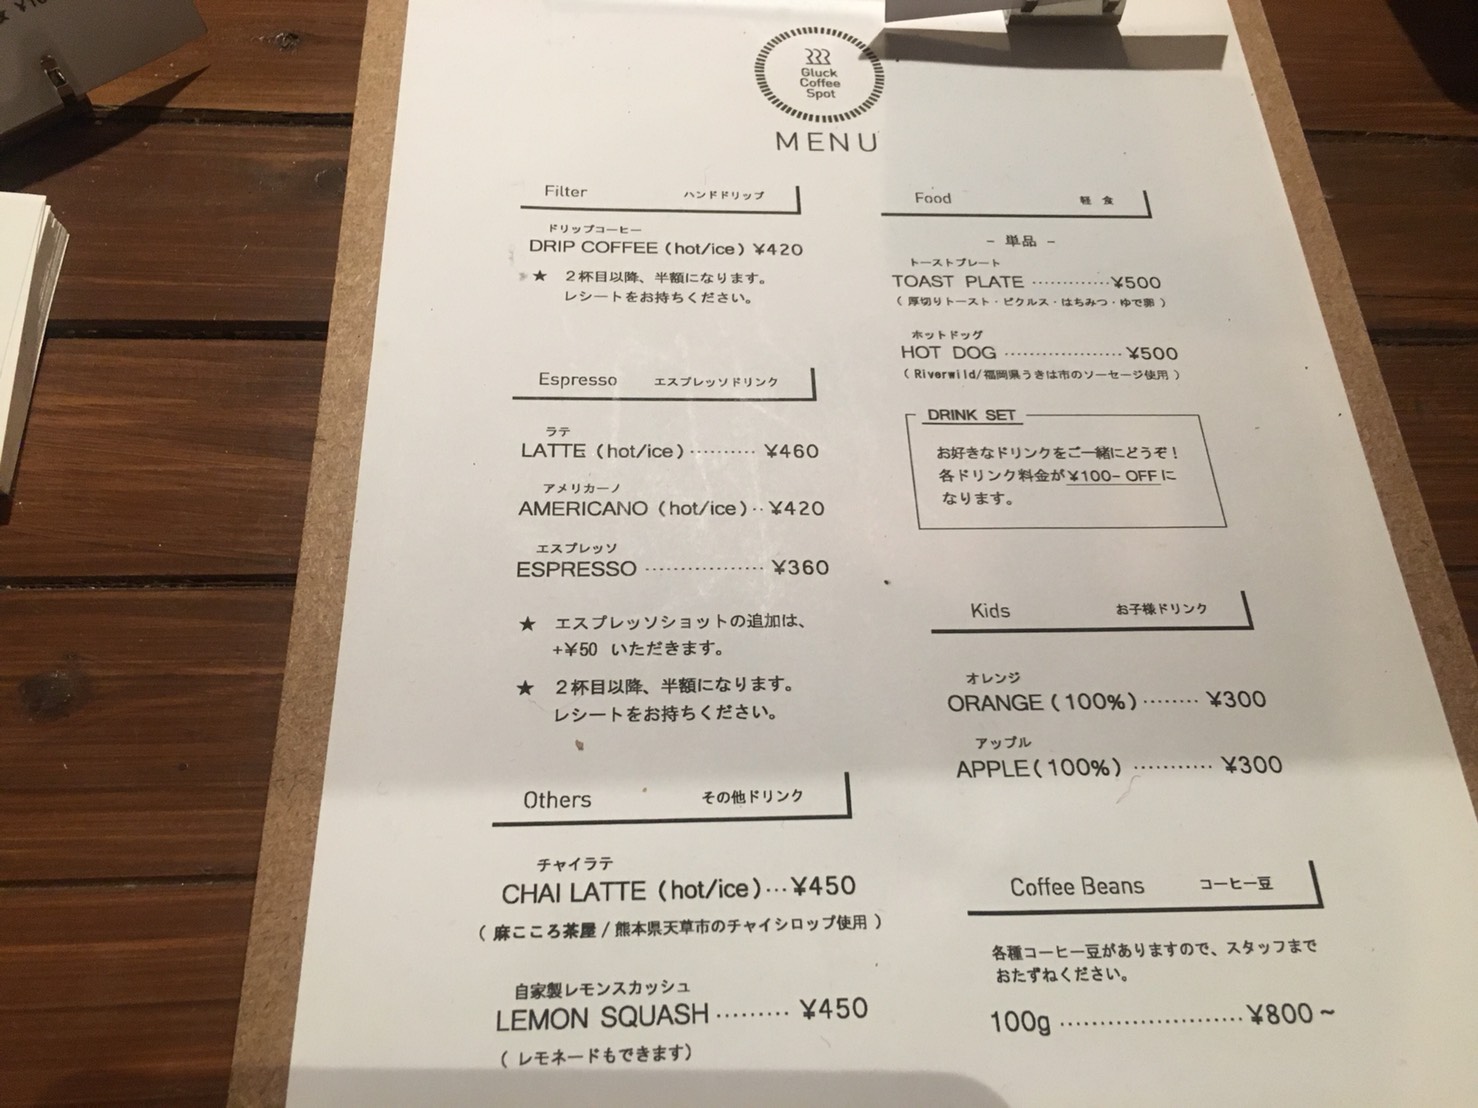 Gluck
Coffee
Spot
MENU
Filter ハンドドリップ
ドリップコーヒー
DRIP COFFEE (hot/ice) ¥420
★ 2杯目以降、半額になります。
レシートをお持ちください。
Espresso エスプレッソドリンク
ラテ
LATTE (hot/ice) ·········· ¥460
アメリカーノ
AMERICANO (hot/ice) ·· ¥420
エスプレッソ
ESPRESSO ·················· ¥360
★ エスプレッソショットの追加は、
+¥50 いただきます。
★ 2杯目以降、半額になります。
レシートをお持ちください。
Others その他ドリンク
チャイラテ
CHAI LATTE (hot/ice) ··· ¥450
( 麻こころ茶屋 / 熊本県天草市のチャイシロップ使用 )
自家製レモンスカッシュ
LEMON SQUASH ········· ¥450
( レモネードもできます)
Food 軽 食
– 単品 –
トーストプレート
TOAST PLATE ············· ¥500
( 厚切りトースト・ピクルス・はちみつ・ゆで卵 )
ホットドッグ
HOT DOG ···················· ¥500
( Riverwild/福岡県うきは市のソーセージ使用 )
DRINK SET
お好きなドリンクをご一緒にどうぞ！
各ドリンク料金が¥100- OFFに
なります。
Kids お子様ドリンク
オレンジ
ORANGE (100%) ········ ¥300
アップル
APPLE (100%) ··········· ¥300
Coffee Beans コーヒー豆
各種コーヒー豆がありますので、スタッフまで
おたずねください。
100g ······················· ¥800~